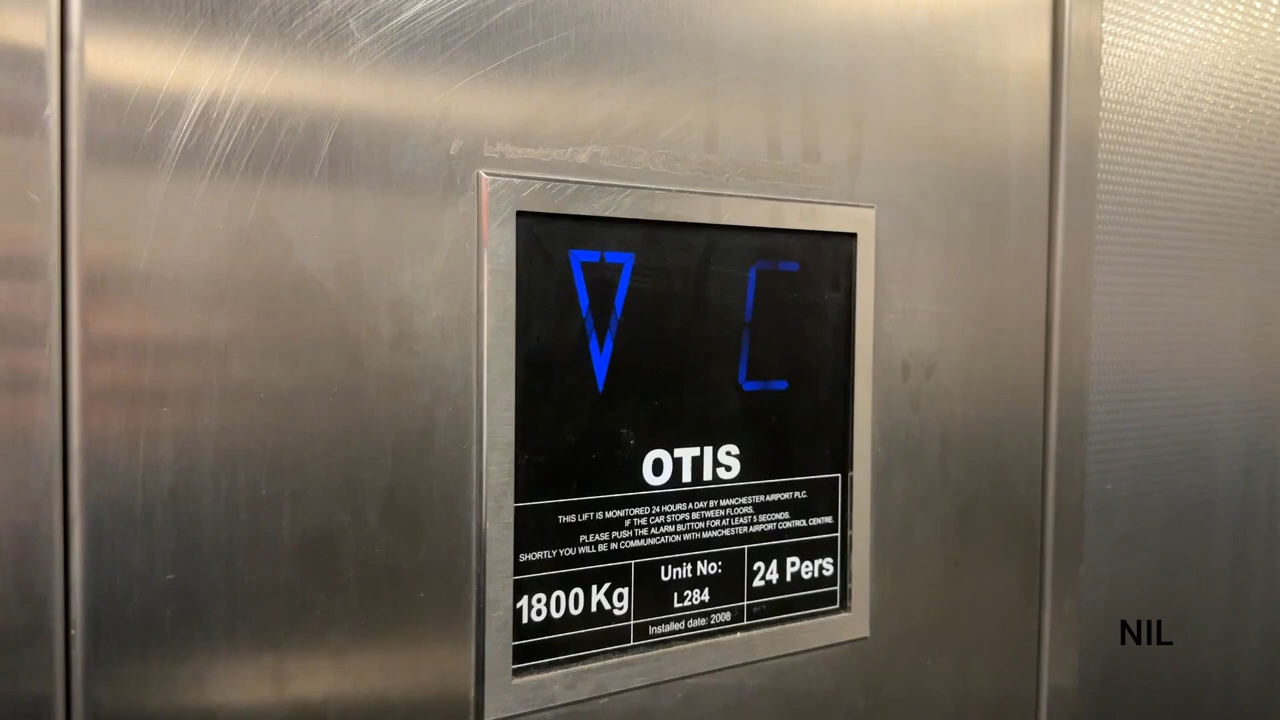 C
OTIS
THIS LIFT IS MONITORED 24 HOURS A DAY BY MANCHESTER AIRPORT PLC.
IF THE CAR STOPS BETWEEN FLOORS,
PLEASE PUSH THE ALARM BUTTON FOR AT LEAST 5 SECONDS.
SHORTLY YOU WILL BE IN COMMUNICATION WITH MANCHESTER AIRPORT CONTROL CENTRE.
1800 Kg
Unit No:
L284
Installed date: 2008
24 Pers
NIL